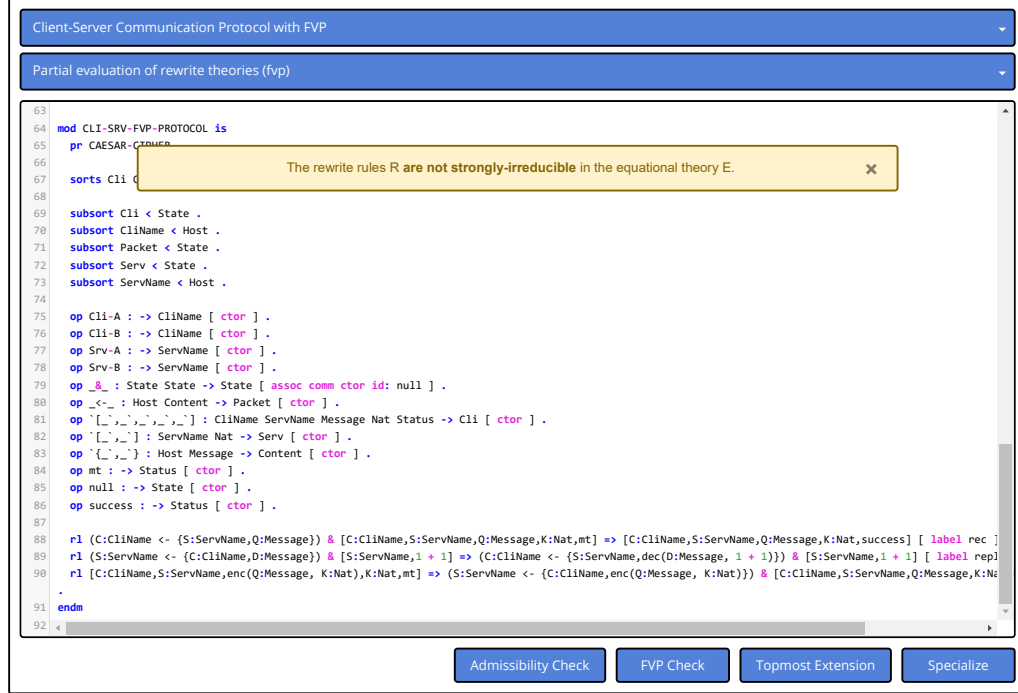 Client-Server Communication Protocol with FVP
Partial evaluation of rewrite theories (fvp)
63
64 mod CLI-SRV-FVP-PROTOCOL is
65 pr CAESAR-CIPHER
66
The rewrite rules R are not strongly-irreducible in the equational theory E. ×
67 sorts Cli
68
69 subsort Cli < State .
70 subsort CliName < Host .
71 subsort Packet < State .
72 subsort Serv < State .
73 subsort ServName < Host .
74
75 op Cli-A : -> CliName [ ctor ] .
76 op Cli-B : -> CliName [ ctor ] .
77 op Srv-A : -> ServName [ ctor ] .
78 op Srv-B : -> ServName [ ctor ] .
79 op _&_ : State State -> State [ assoc comm ctor id: null ] .
80 op _<-_ : Host Content -> Packet [ ctor ] .
81 op `[_`,_`,_`,_`,_`] : CliName ServName Message Nat Status -> Cli [ ctor ] .
82 op `[_`,_`] : ServName Nat -> Serv [ ctor ] .
83 op `{_`,_`} : Host Message -> Content [ ctor ] .
84 op mt : -> Status [ ctor ] .
85 op null : -> State [ ctor ] .
86 op success : -> Status [ ctor ] .
87
88 rl (C:CliName <- {S:ServName,Q:Message}) & [C:CliName,S:ServName,Q:Message,K:Nat,mt] => [C:CliName,S:ServName,Q:Message,K:Nat,success] [ label rec ]
89 rl (S:ServName <- {C:CliName,D:Message}) & [S:ServName,1 + 1] => (C:CliName <- {S:ServName,dec(D:Message, 1 + 1)}) & [S:ServName,1 + 1] [ label repl
90 rl [C:CliName,S:ServName,enc(Q:Message, K:Nat),K:Nat,mt] => (S:ServName <- {C:CliName,enc(Q:Message, K:Nat)}) & [C:CliName,S:ServName,Q:Message,K:Na
.
91 endm
92
Admissibility Check FVP Check Topmost Extension Specialize